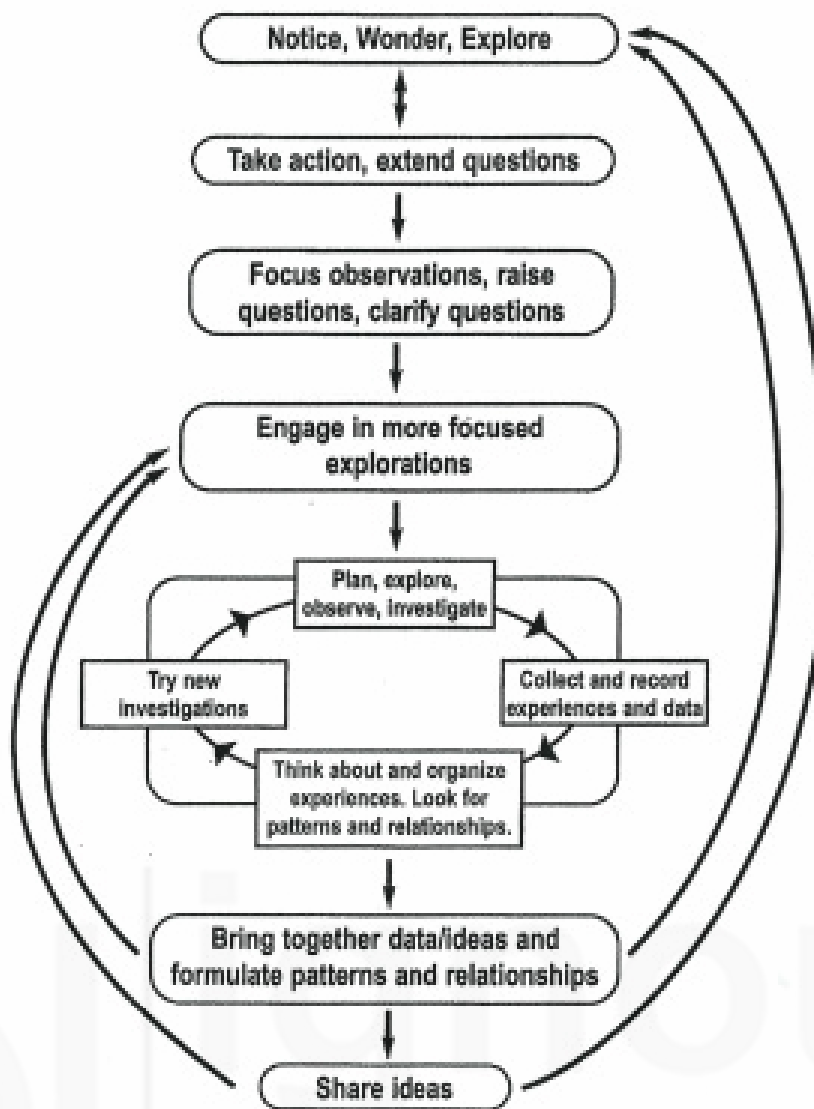 Notice, Wonder, Explore
Take action, extend questions
Focus observations, raise
questions, clarify questions
Engage in more focused
explorations
Plan, explore,
observe, investigate
Try new
investigations
Collect and record
experiences and data
Think about and organize
experiences. Look for
patterns and relationships.
Bring together data/ideas and
formulate patterns and relationships
Share ideas